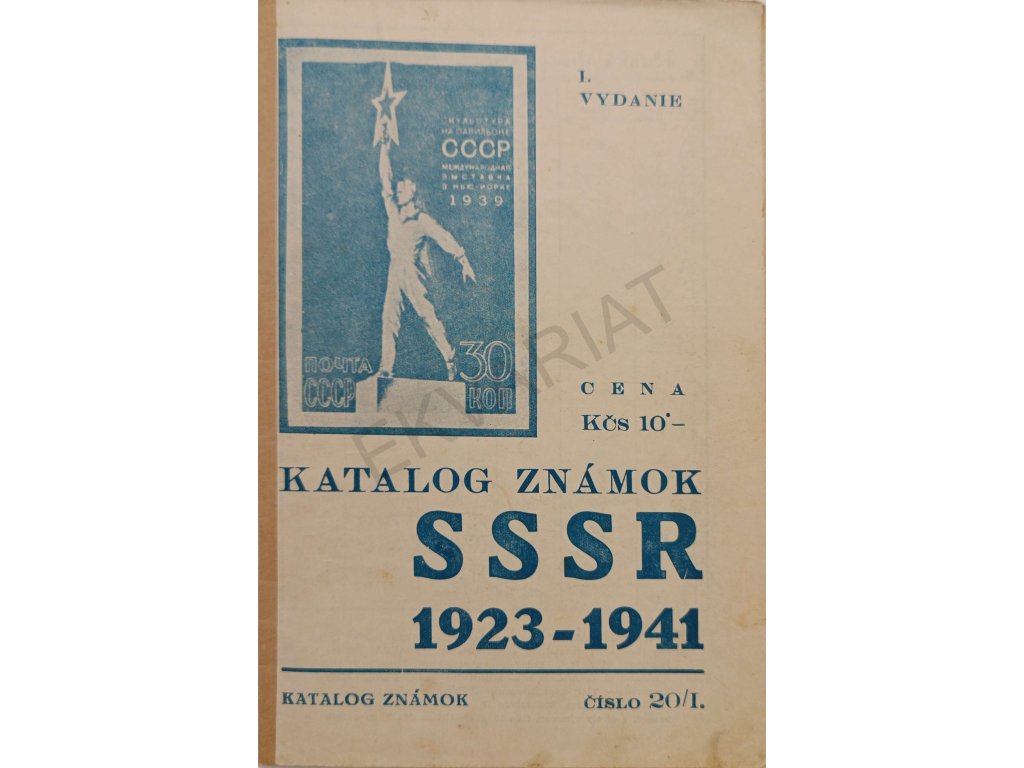 СКУЛЬПТУРА
НА ПАВИЛЬОНЕ
СССР
МЕЖДУНАРОДНАЯ
ВЫСТАВКА
В НЬЮ-ЙОРКЕ
1939
ПОЧТА
СССР
30
КОП
I.
VYDANIE
CENA
Kčs 10·–
KATALOG ZNÁMOK
SSSR
1923-1941
KATALOG ZNÁMOK ČÍSLO 20/I.
EKVARIAT